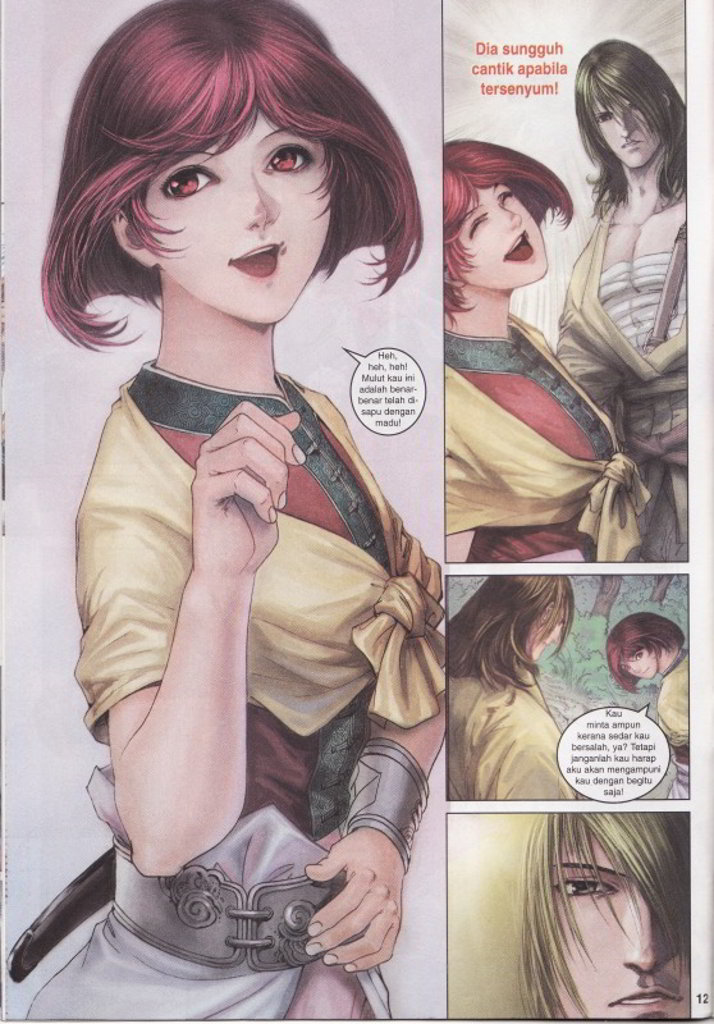 Heh,
heh, heh!
Mulut kau ini
adalah benar-
benar telah di-
sapu dengan
madu!
Dia sungguh
cantik apabila
tersenyum!
Kau
minta ampun
kerana sedar kau
bersalah, ya? Tetapi
janganlah kau harap
aku akan mengampuni
kau dengan begitu
saja!
12